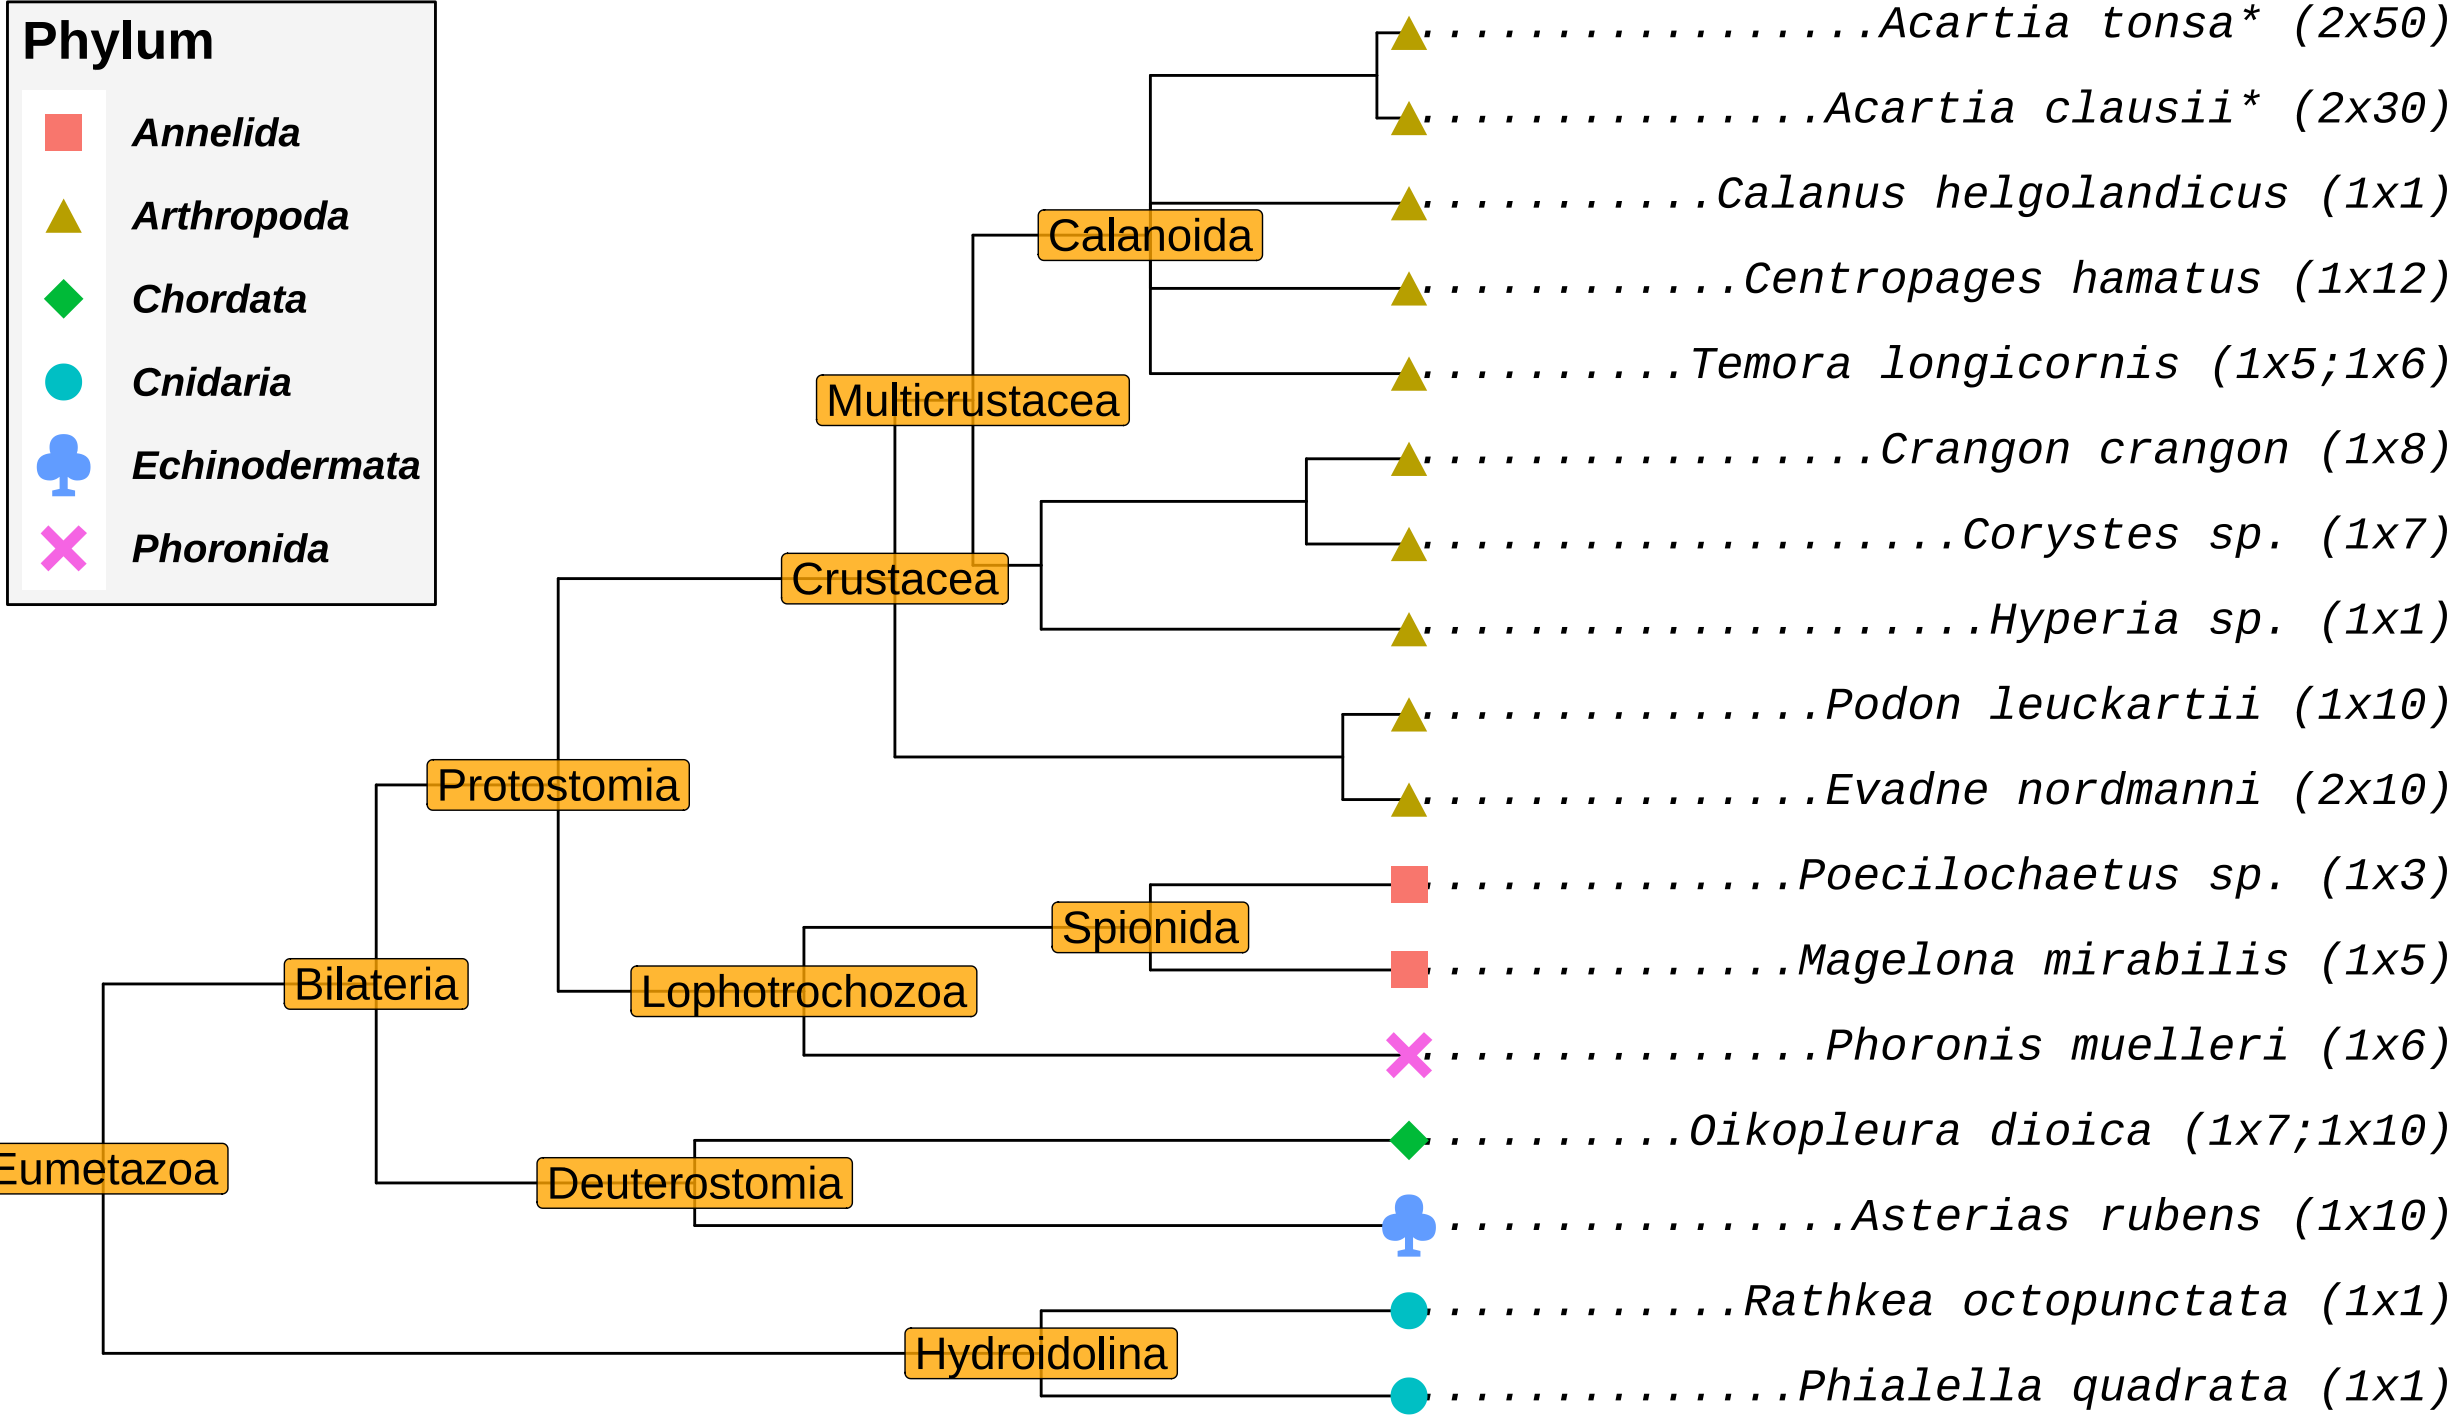 Phylum
Annelida
Arthropoda
Chordata
Cnidaria
Echinodermata
Phoronida
.................Acartia tonsa* (2x50)
...............Acartia clausii* (2x30)
...........Calanus helgolandicus (1x1)
............Centropages hamatus (1x12)
..........Temora longicornis (1x5;1x6)
.................Crangon crangon (1x8)
....................Corystes sp. (1x7)
.....................Hyperia sp. (1x1)
...............Podon leuckartii (1x10)
...............Evadne nordmanni (2x10)
..............Poecilochaetus sp. (1x3)
..............Magelona mirabilis (1x5)
...............Phoronis muelleri (1x6)
..........Oikopleura dioica (1x7;1x10)
...............Asterias rubens (1x10)
............Rathkea octopunctata (1x1)
..............Phialella quadrata (1x1)
Calanoida
Multicrustacea
Crustacea
Protostomia
Spionida
Bilateria
Lophotrochozoa
Eumetazoa
Deuterostomia
Hydroidolina